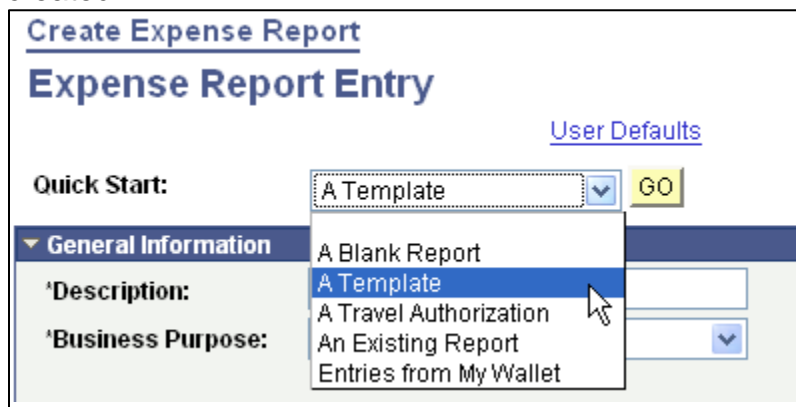 Create Expense Report
Expense Report Entry
User Defaults
Quick Start:
A Template
GO
General Information
A Blank Report
A Template
A Travel Authorization
An Existing Report
Entries from My Wallet
*Description:
*Business Purpose: